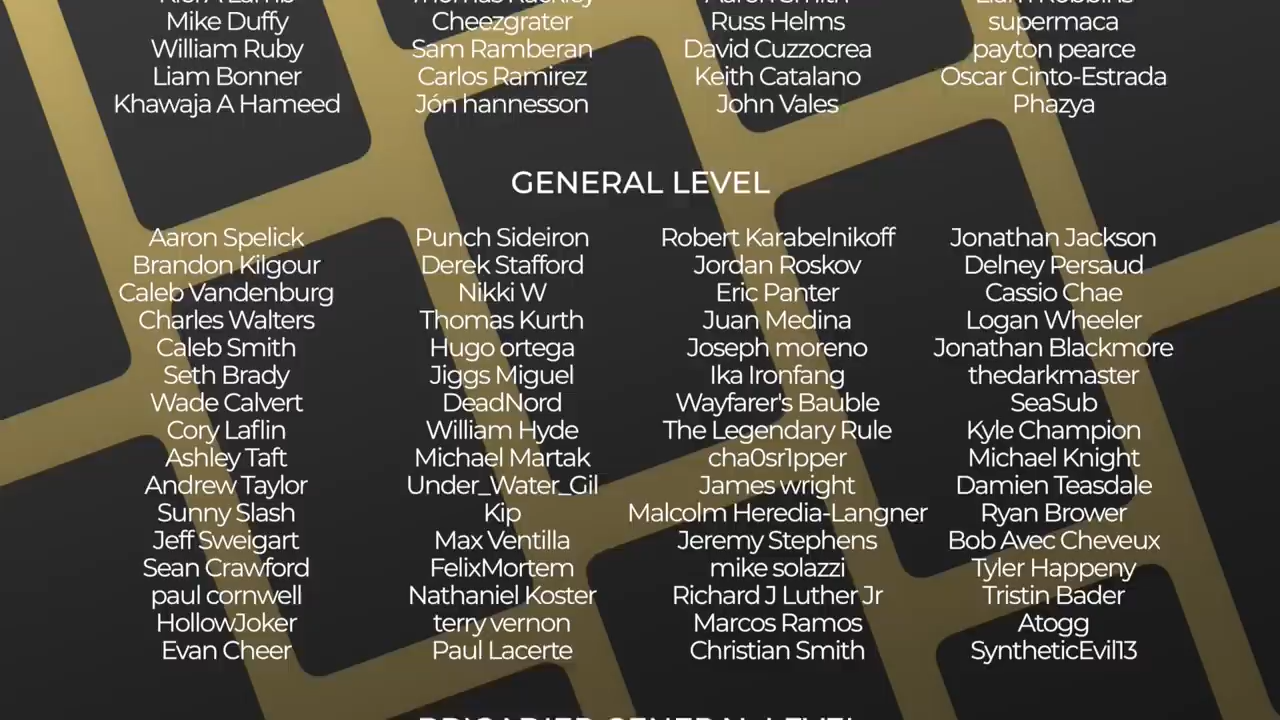 Mike Duffy Cheezgrater Russ Helms supermaca
William Ruby Sam Ramberan David Cuzzocrea payton pearce
Liam Bonner Carlos Ramirez Keith Catalano Oscar Cinto-Estrada
Khawaja A Hameed Jón hannesson John Vales Phazya
GENERAL LEVEL
Aaron Spelick Punch Sideiron Robert Karabelnikoff Jonathan Jackson
Brandon Kilgour Derek Stafford Jordan Roskov Delney Persaud
Caleb Vandenburg Nikki W Eric Panter Cassio Chae
Charles Walters Thomas Kurth Juan Medina Logan Wheeler
Caleb Smith Hugo ortega Joseph moreno Jonathan Blackmore
Seth Brady Jiggs Miguel Ika Ironfang thedarkmaster
Wade Calvert DeadNord Wayfarer's Bauble SeaSub
Cory Laflin William Hyde The Legendary Rule Kyle Champion
Ashley Taft Michael Martak cha0sr1pper Michael Knight
Andrew Taylor Under_Water_Gil James wright Damien Teasdale
Sunny Slash Kip Malcolm Heredia-Langner Ryan Brower
Jeff Sweigart Max Ventilla Jeremy Stephens Bob Avec Cheveux
Sean Crawford FelixMortem mike solazzi Tyler Happeny
paul cornwell Nathaniel Koster Richard J Luther Jr Tristin Bader
HollowJoker terry vernon Marcos Ramos Atogg
Evan Cheer Paul Lacerte Christian Smith SyntheticEvil13
BRIGADIER GENERAL LEVEL